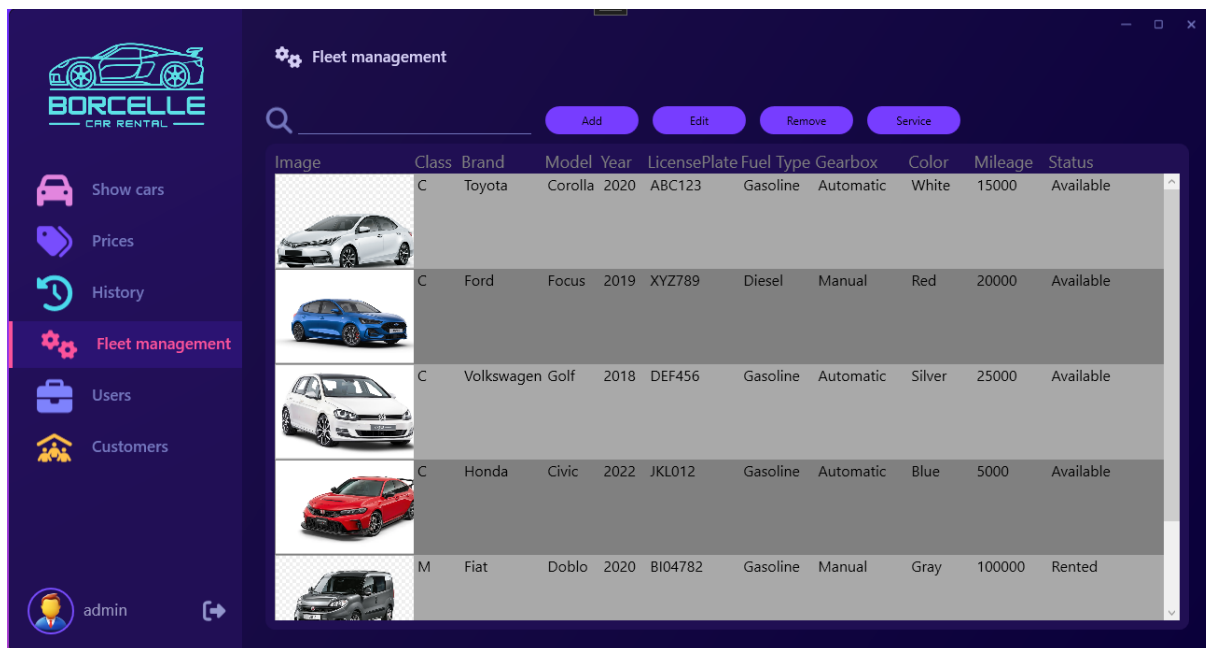 BORCELLE
CAR RENTAL
Show cars
Prices
History
Fleet management
Users
Customers
admin
Fleet management
Add Edit Remove Service
Image Class Brand Model Year LicensePlate Fuel Type Gearbox Color Mileage Status
C Toyota Corolla 2020 ABC123 Gasoline Automatic White 15000 Available
C Ford Focus 2019 XYZ789 Diesel Manual Red 20000 Available
C Volkswagen Golf 2018 DEF456 Gasoline Automatic Silver 25000 Available
C Honda Civic 2022 JKL012 Gasoline Automatic Blue 5000 Available
M Fiat Doblo 2020 BI04782 Gasoline Manual Gray 100000 Rented